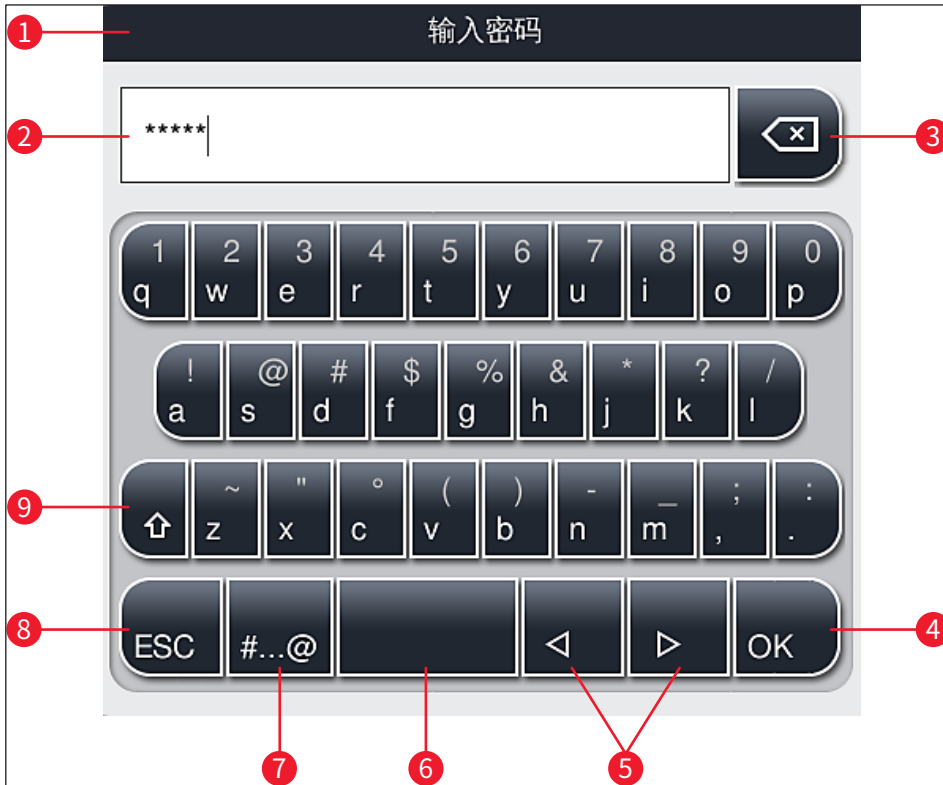 1 输入密码
2 ***** 3
1 2 3 4 5 6 7 8 9 0
q w e r t y u i o p
! @ # $ % & * ? /
a s d f g h j k l
9 ~ " ° ( ) - _ ; :
z x c v b n m , .
8 ESC #...@ OK 4
7 6 5